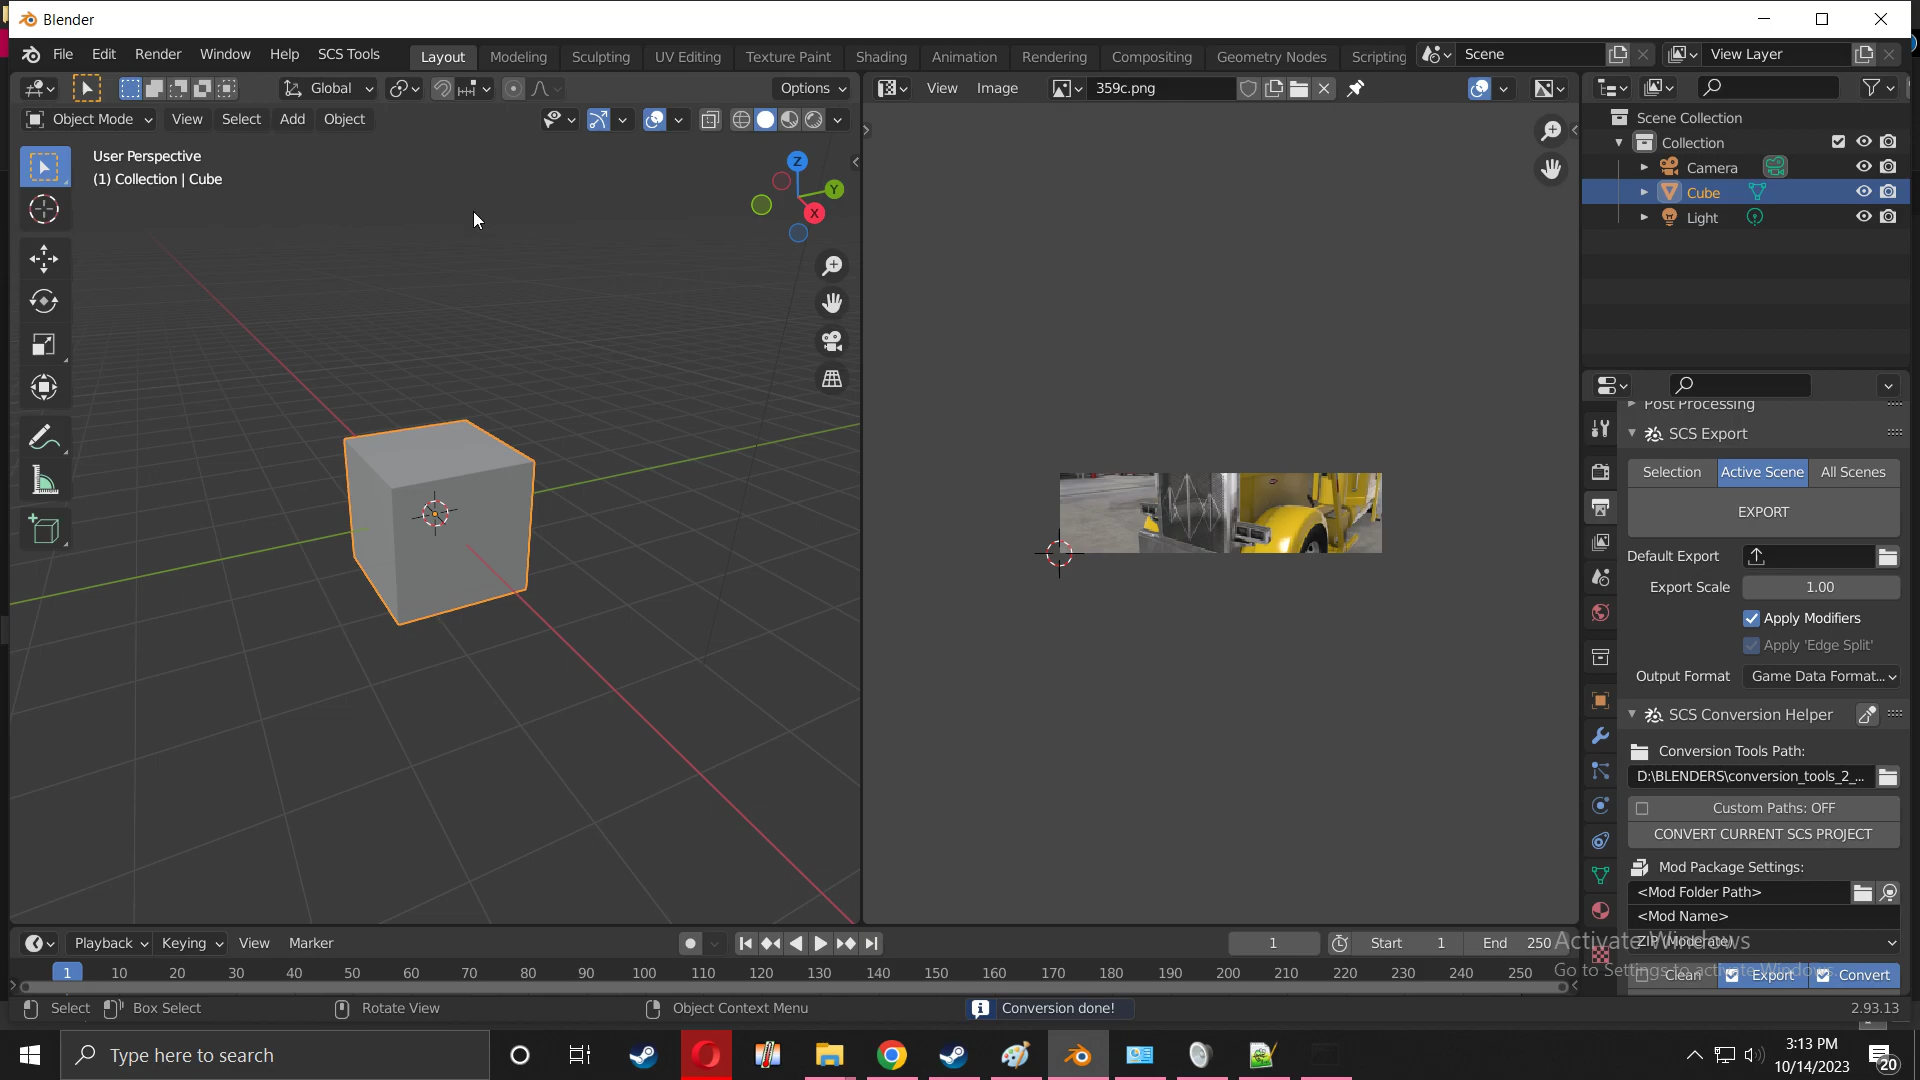 Blender
File Edit Render Window Help SCS Tools Layout Modeling Sculpting UV Editing Texture Paint Shading Animation Rendering Compositing Geometry Nodes Scripting Scene View Layer
Global Options View Image 359c.png
Object Mode View Select Add Object
User Perspective
(1) Collection | Cube
Z
Y
X
Scene Collection
Collection
Camera
Cube
Light
Post Processing
SCS Export
Selection Active Scene All Scenes
EXPORT
Default Export
Export Scale 1.00
Apply Modifiers
Apply 'Edge Split'
Output Format Game Data Format...
SCS Conversion Helper
Conversion Tools Path:
D:\BLENDERS\conversion_tools_2_...
Custom Paths: OFF
CONVERT CURRENT SCS PROJECT
Mod Package Settings:
<Mod Folder Path>
<Mod Name>
ZIP (Moderate)
Clean Export Convert
Activate Windows
Go to Settings to activate Windows.
Playback Keying View Marker 1 Start 1 End 250
1 10 20 30 40 50 60 70 80 90 100 110 120 130 140 150 160 170 180 190 200 210 220 230 240 250
Select Box Select Rotate View Object Context Menu Conversion done! 2.93.13
Type here to search
3:13 PM
10/14/2023
20